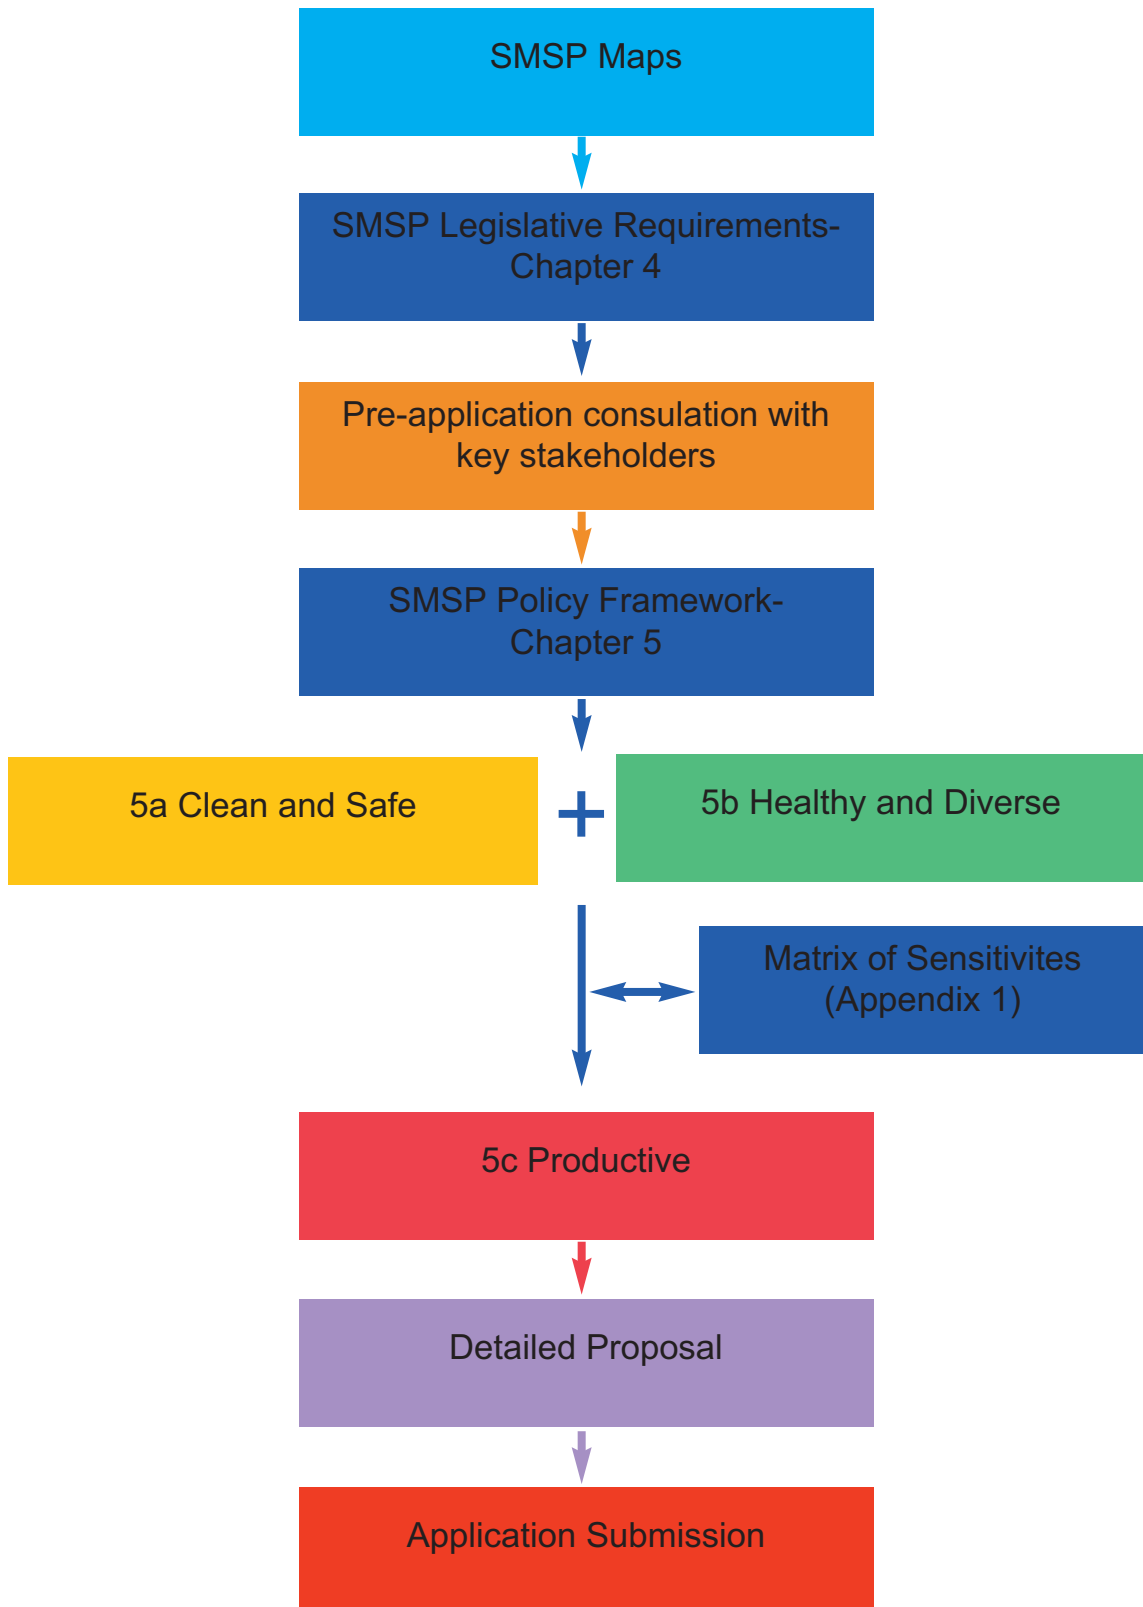 SMSP Maps
SMSP Legislative Requirements-
Chapter 4
Pre-application consulation with
key stakeholders
SMSP Policy Framework-
Chapter 5
5a Clean and Safe
+
5b Healthy and Diverse
Matrix of Sensitivites
(Appendix 1)
5c Productive
Detailed Proposal
Application Submission